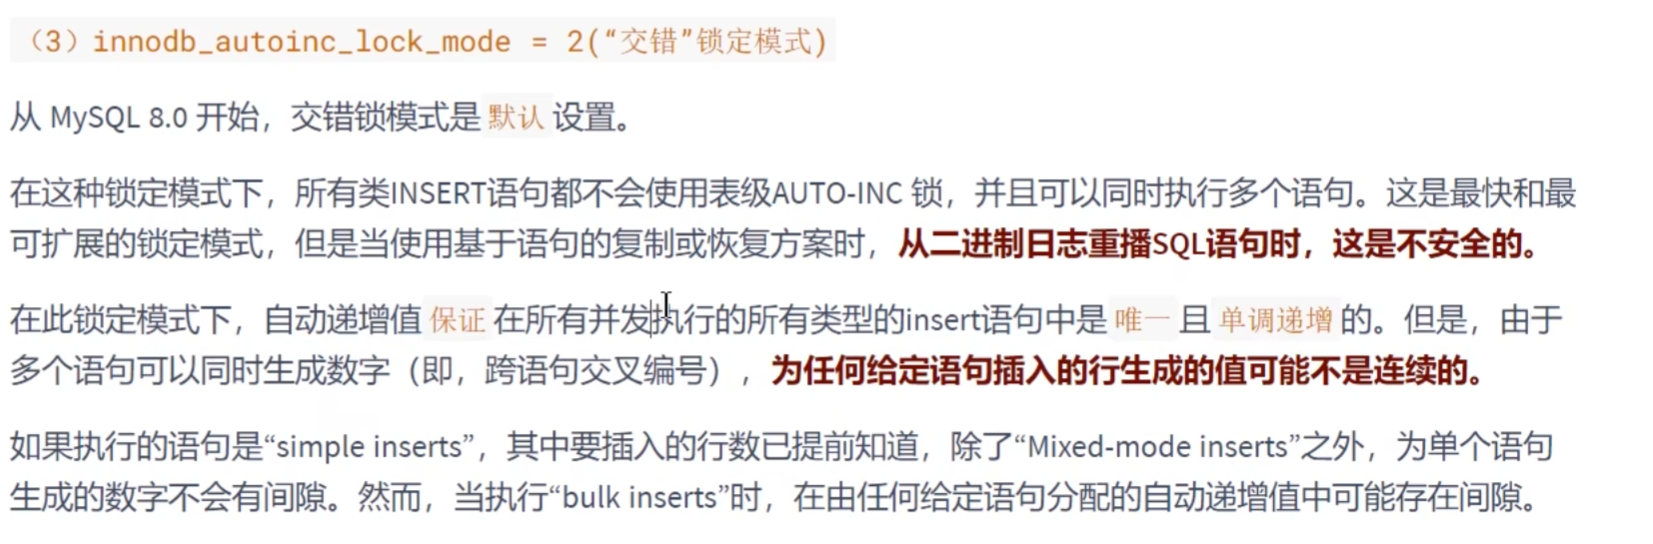 （3）innodb_autoinc_lock_mode = 2(“交错”锁定模式)
从 MySQL 8.0 开始，交错锁模式是 默认 设置。
在这种锁定模式下，所有类INSERT语句都不会使用表级AUTO-INC 锁，并且可以同时执行多个语句。这是最快和最
可扩展的锁定模式，但是当使用基于语句的复制或恢复方案时，从二进制日志重播SQL语句时，这是不安全的。
在此锁定模式下，自动递增值 保证 在所有并发执行的所有类型的insert语句中是 唯一 且 单调递增 的。但是，由于
多个语句可以同时生成数字（即，跨语句交叉编号），为任何给定语句插入的行生成的值可能不是连续的。
如果执行的语句是“simple inserts”，其中要插入的行数已提前知道，除了“Mixed-mode inserts”之外，为单个语句
生成的数字不会有间隙。然而，当执行“bulk inserts”时，在由任何给定语句分配的自动递增值中可能存在间隙。